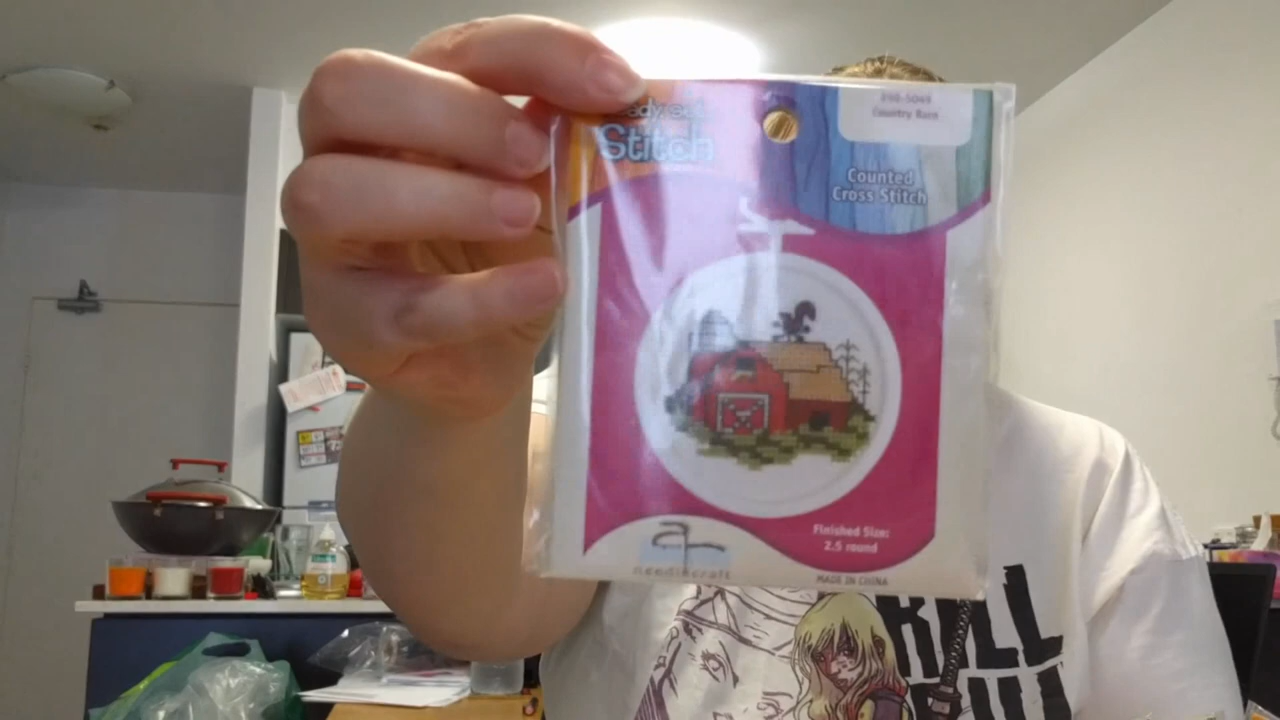 Stitch
Country Barn
Counted
Cross Stitch
Finished Size:
2.5 round
needlecraft
MADE IN CHINA
KILL